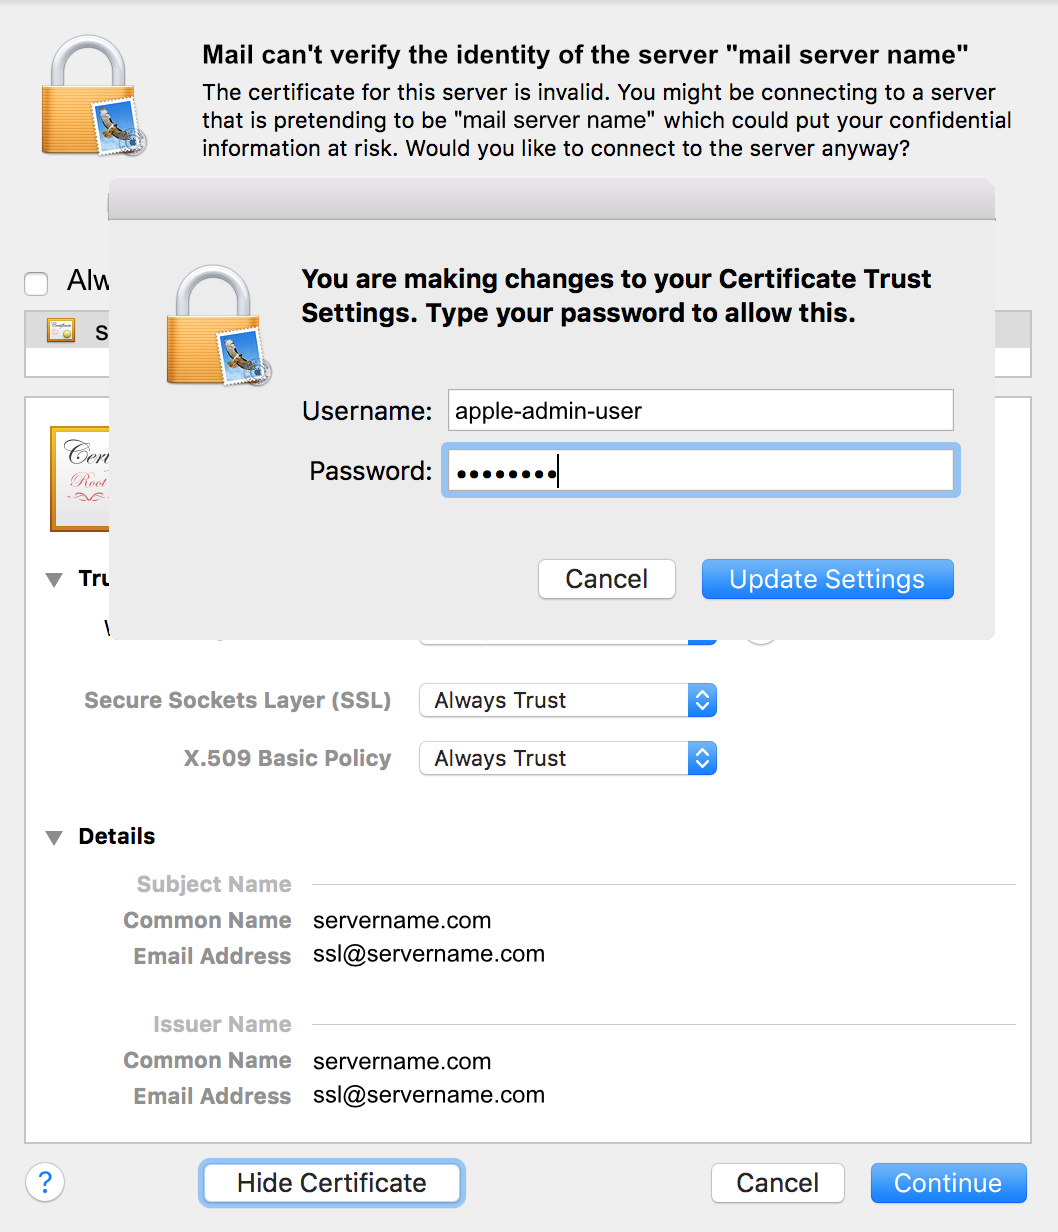 Mail can't verify the identity of the server "mail server name"
The certificate for this server is invalid. You might be connecting to a server
that is pretending to be "mail server name" which could put your confidential
information at risk. Would you like to connect to the server anyway?
You are making changes to your Certificate Trust
Settings. Type your password to allow this.
Username: apple-admin-user
Password: ••••••••
Cancel
Update Settings
Secure Sockets Layer (SSL) Always Trust
X.509 Basic Policy Always Trust
Details
Subject Name
Common Name servername.com
Email Address ssl@servername.com
Issuer Name
Common Name servername.com
Email Address ssl@servername.com
?
Hide Certificate
Cancel
Continue